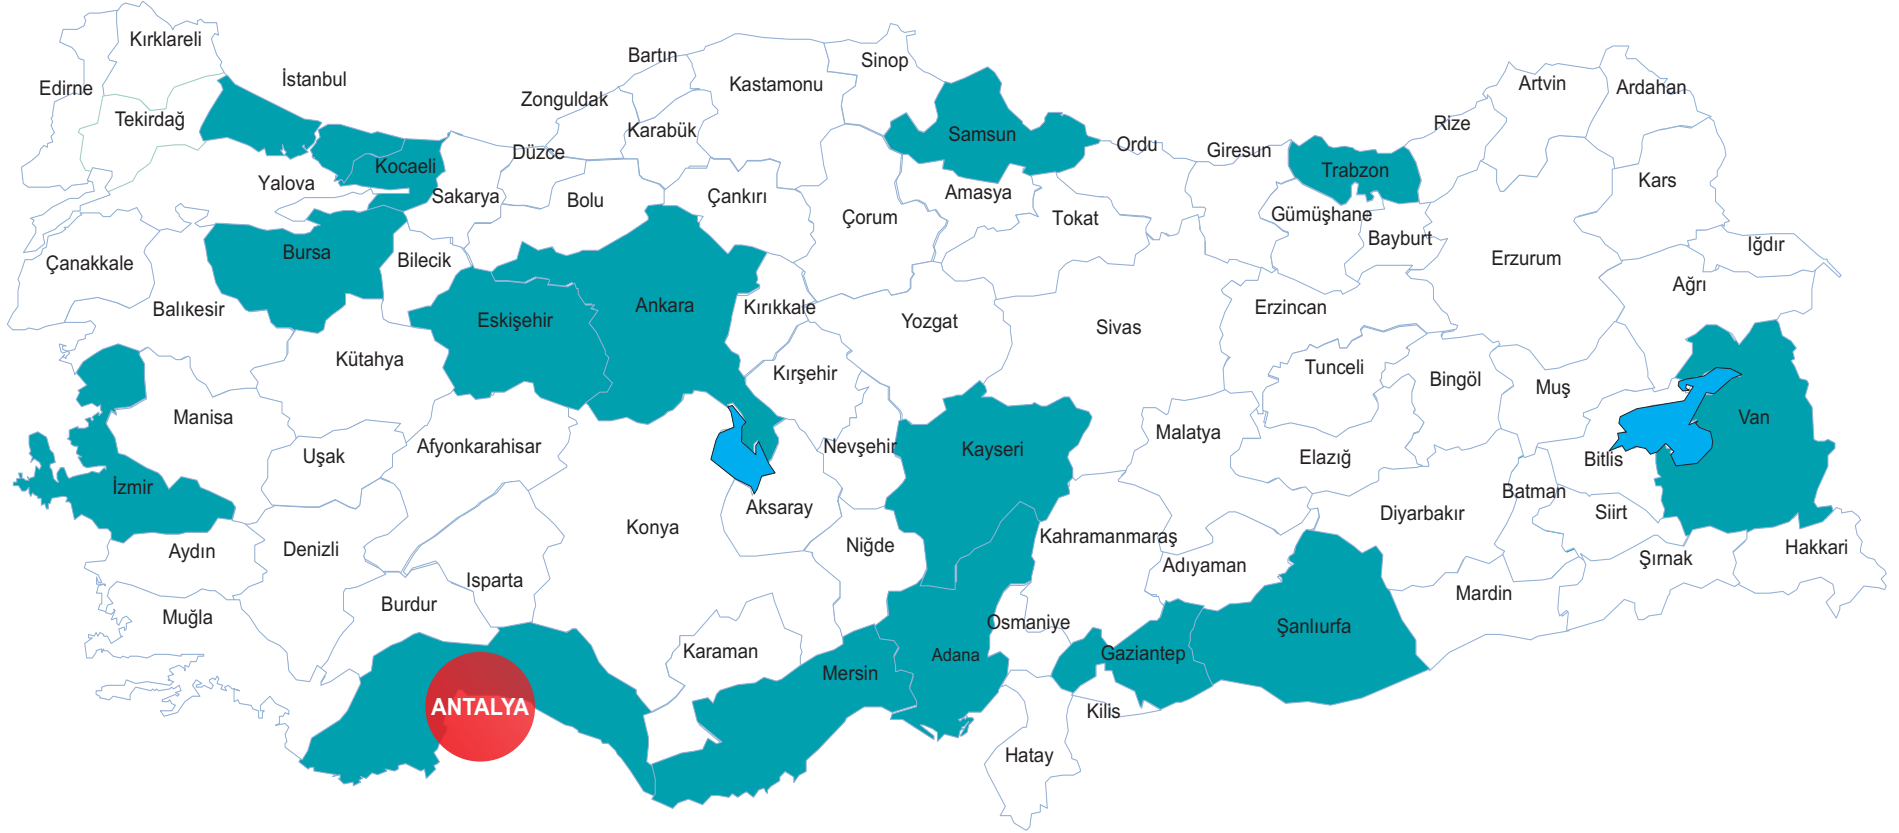 Kırklareli
Edirne
İstanbul
Tekirdağ
Yalova
Kocaeli
Sakarya
Düzce
Zonguldak
Bartın
Karabük
Kastamonu
Sinop
Bolu
Çankırı
Çorum
Samsun
Amasya
Tokat
Ordu
Giresun
Trabzon
Rize
Artvin
Ardahan
Kars
Gümüşhane
Bayburt
Erzurum
Iğdır
Ağrı
Çanakkale
Balıkesir
Bursa
Bilecik
Eskişehir
Ankara
Kırıkkale
Yozgat
Sivas
Erzincan
Kütahya
Kırşehir
Tunceli
Bingöl
Muş
Van
Manisa
Uşak
Afyonkarahisar
Nevşehir
Kayseri
Malatya
Elazığ
Bitlis
İzmir
Aksaray
Konya
Niğde
Kahramanmaraş
Adıyaman
Diyarbakır
Batman
Siirt
Şırnak
Hakkari
Aydın
Denizli
Isparta
Burdur
Muğla
Mardin
Karaman
Mersin
Adana
Osmaniye
Gaziantep
Şanlıurfa
ANTALYA
Kilis
Hatay